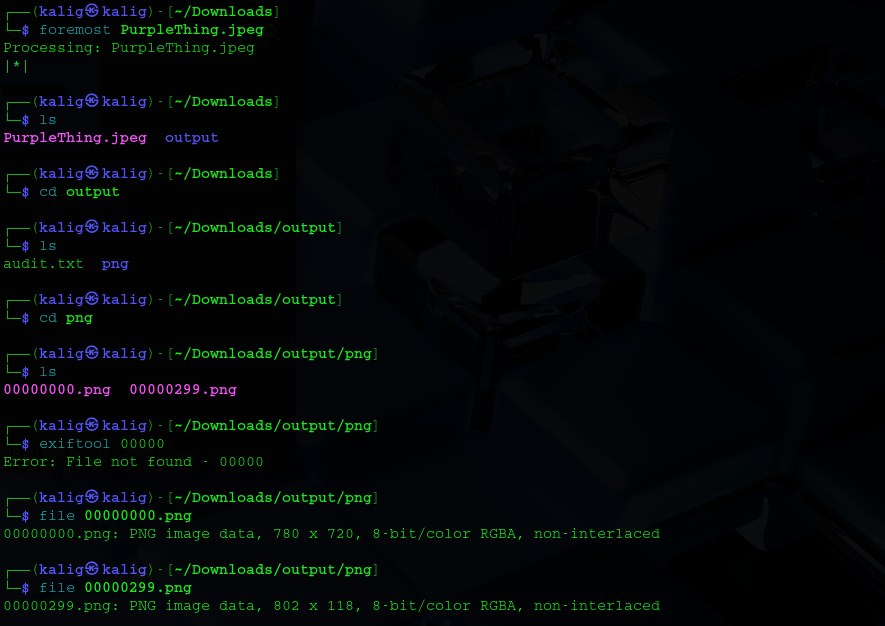 ┌──(kalig㉿kalig)-[~/Downloads]
└─$ foremost PurpleThing.jpeg
Processing: PurpleThing.jpeg
|*|
┌──(kalig㉿kalig)-[~/Downloads]
└─$ ls
PurpleThing.jpeg  output
┌──(kalig㉿kalig)-[~/Downloads]
└─$ cd output
┌──(kalig㉿kalig)-[~/Downloads/output]
└─$ ls
audit.txt  png
┌──(kalig㉿kalig)-[~/Downloads/output]
└─$ cd png
┌──(kalig㉿kalig)-[~/Downloads/output/png]
└─$ ls
00000000.png  00000299.png
┌──(kalig㉿kalig)-[~/Downloads/output/png]
└─$ exiftool 00000
Error: File not found - 00000
┌──(kalig㉿kalig)-[~/Downloads/output/png]
└─$ file 00000000.png
00000000.png: PNG image data, 780 x 720, 8-bit/color RGBA, non-interlaced
┌──(kalig㉿kalig)-[~/Downloads/output/png]
└─$ file 00000299.png
00000299.png: PNG image data, 802 x 118, 8-bit/color RGBA, non-interlaced